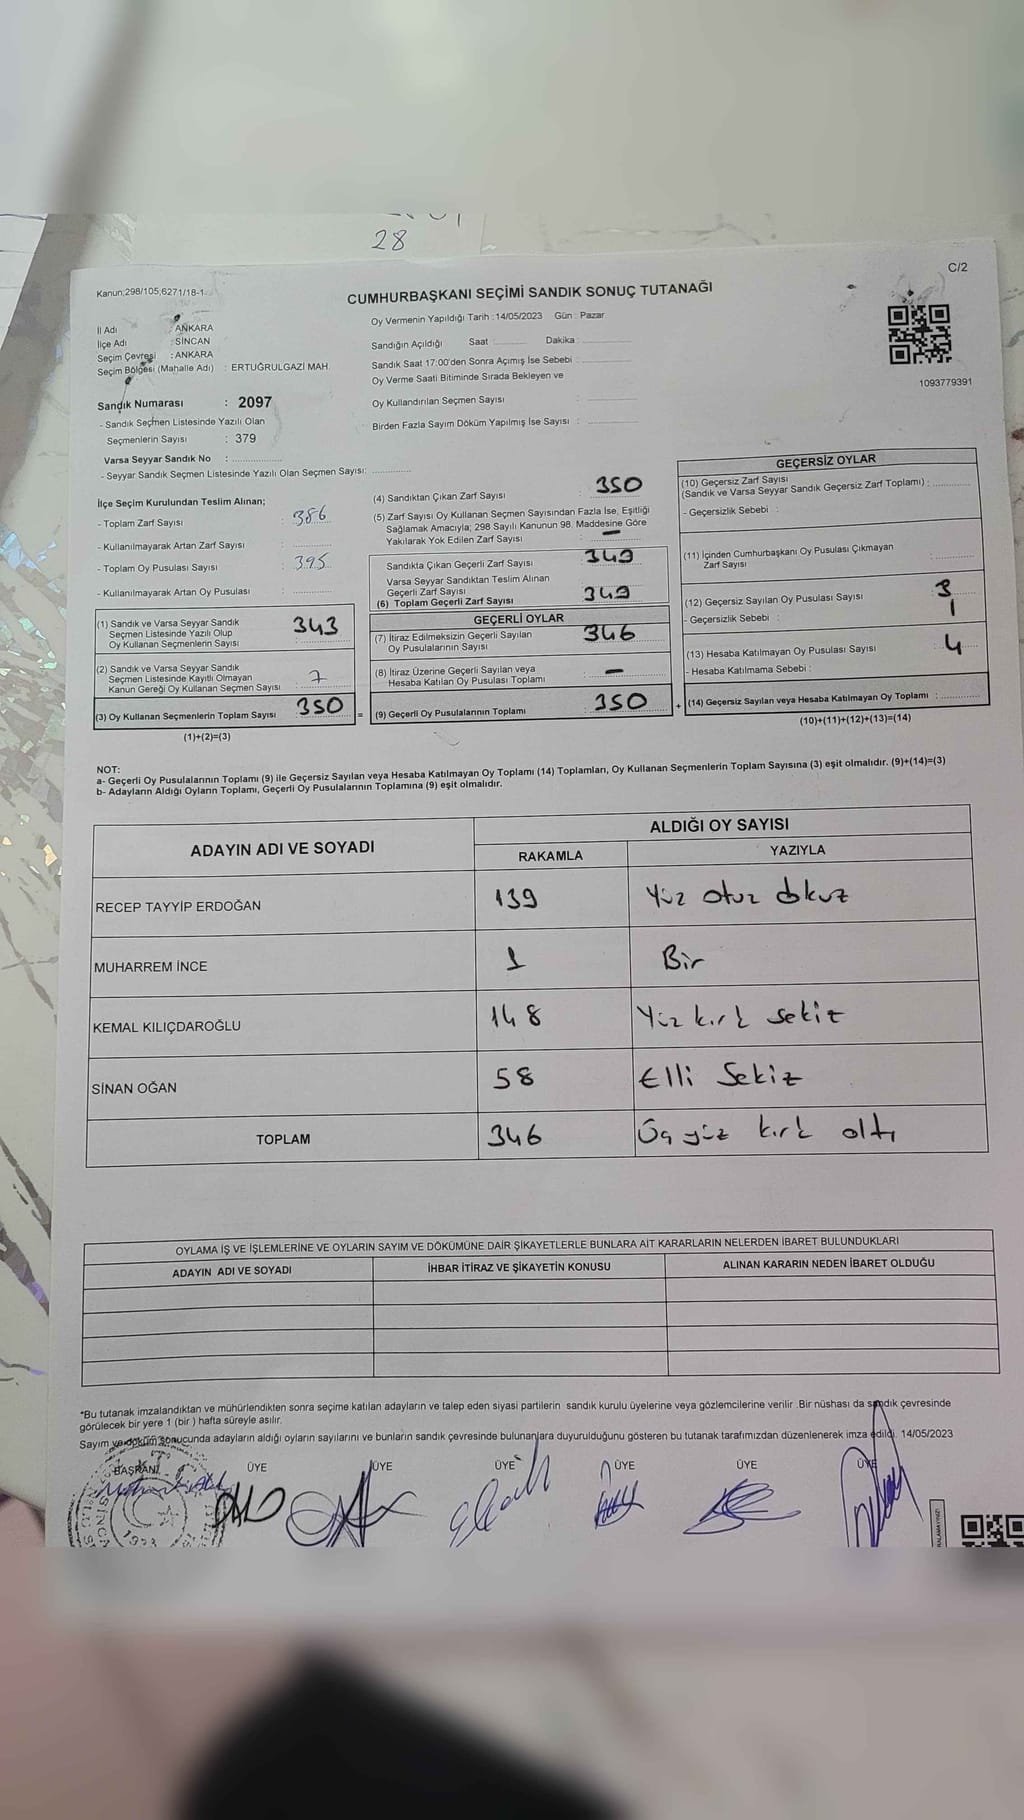 28
C/2
Kanun:298/105,6271/18-1
CUMHURBAŞKANI SEÇİMİ SANDIK SONUÇ TUTANAĞI
İl Adı : ANKARA
İlçe Adı : SİNCAN
Seçim Çevresi : ANKARA
Seçim Bölgesi (Mahalle Adı) : ERTUĞRULGAZİ MAH.
Oy Vermenin Yapıldığı Tarih :14/05/2023 Gün : Pazar
Sandığın Açıldığı Saat Dakika :
Sandık Saat 17:00'den Sonra Açılmış İse Sebebi :
Oy Verme Saati Bitiminde Sırada Bekleyen ve
Oy Kullandırılan Seçmen Sayısı :
Birden Fazla Sayım Döküm Yapılmış İse Sayısı :
1093779391
Sandık Numarası : 2097
- Sandık Seçmen Listesinde Yazılı Olan
Seçmenlerin Sayısı : 379
Varsa Seyyar Sandık No :
- Seyyar Sandık Seçmen Listesinde Yazılı Olan Seçmen Sayısı:
İlçe Seçim Kurulundan Teslim Alınan;
- Toplam Zarf Sayısı : 386
- Kullanılmayarak Artan Zarf Sayısı :
- Toplam Oy Pusulası Sayısı : 395
- Kullanılmayarak Artan Oy Pusulası :
(1) Sandık ve Varsa Seyyar Sandık
Seçmen Listesinde Yazılı Olup
Oy Kullanan Seçmenlerin Sayısı : 343
(2) Sandık ve Varsa Seyyar Sandık
Seçmen Listesinde Kayıtlı Olmayan
Kanun Gereği Oy Kullanan Seçmen Sayısı : 7
(3) Oy Kullanan Seçmenlerin Toplam Sayısı : 350 =
(1)+(2)=(3)
(4) Sandıktan Çıkan Zarf Sayısı : 350
(5) Zarf Sayısı Oy Kullanan Seçmen Sayısından Fazla İse, Eşitliği
Sağlamak Amacıyla; 298 Sayılı Kanunun 98. Maddesine Göre
Yakılarak Yok Edilen Zarf Sayısı : —
Sandıkta Çıkan Geçerli Zarf Sayısı : 349
Varsa Seyyar Sandıktan Teslim Alınan
Geçerli Zarf Sayısı
(6) Toplam Geçerli Zarf Sayısı : 349
GEÇERLİ OYLAR
(7) İtiraz Edilmeksizin Geçerli Sayılan
Oy Pusulalarının Sayısı : 346
(8) İtiraz Üzerine Geçerli Sayılan veya
Hesaba Katılan Oy Pusulası Toplamı : —
(9) Geçerli Oy Pusulalarının Toplamı : 350 +
GEÇERSİZ OYLAR
(10) Geçersiz Zarf Sayısı
(Sandık ve Varsa Seyyar Sandık Geçersiz Zarf Toplamı) :
- Geçersizlik Sebebi :
(11) İçinden Cumhurbaşkanı Oy Pusulası Çıkmayan
Zarf Sayısı :
(12) Geçersiz Sayılan Oy Pusulası Sayısı : 3
- Geçersizlik Sebebi : 1
(13) Hesaba Katılmayan Oy Pusulası Sayısı : 4
- Hesaba Katılmama Sebebi :
(14) Geçersiz Sayılan veya Hesaba Katılmayan Oy Toplamı :
(10)+(11)+(12)+(13)=(14)
NOT:
a- Geçerli Oy Pusulalarının Toplamı (9) ile Geçersiz Sayılan veya Hesaba Katılmayan Oy Toplamı (14) Toplamları, Oy Kullanan Seçmenlerin Toplam Sayısına (3) eşit olmalıdır. (9)+(14)=(3)
b- Adayların Aldığı Oyların Toplamı, Geçerli Oy Pusulalarının Toplamına (9) eşit olmalıdır.
ADAYIN ADI VE SOYADI ALDIĞI OY SAYISI
RAKAMLA YAZIYLA
RECEP TAYYİP ERDOĞAN 139 Yüz otuz dokuz
MUHARREM İNCE 1 Bir
KEMAL KILIÇDAROĞLU 148 Yüz kırk sekiz
SİNAN OĞAN 58 Elli Sekiz
TOPLAM 346 Üç yüz kırk altı
OYLAMA İŞ VE İŞLEMLERİNE VE OYLARIN SAYIM VE DÖKÜMÜNE DAİR ŞİKAYETLERLE BUNLARA AİT KARARLARIN NELERDEN İBARET BULUNDUKLARI
ADAYIN ADI VE SOYADI İHBAR İTİRAZ VE ŞİKAYETİN KONUSU ALINAN KARARIN NEDEN İBARET OLDUĞU
*Bu tutanak imzalandıktan ve mühürlendikten sonra seçime katılan adayların ve talep eden siyasi partilerin sandık kurulu üyelerine veya gözlemcilerine verilir .Bir nüshası da sandık çevresinde
görülecek bir yere 1 (bir ) hafta süreyle asılır.
Sayım ve döküm sonucunda adayların aldığı oyların sayılarını ve bunların sandık çevresinde bulunanlara duyurulduğunu gösteren bu tutanak tarafımızdan düzenlenerek imza edildi. 14/05/2023
BAŞKAN ÜYE ÜYE ÜYE ÜYE ÜYE ÜYE